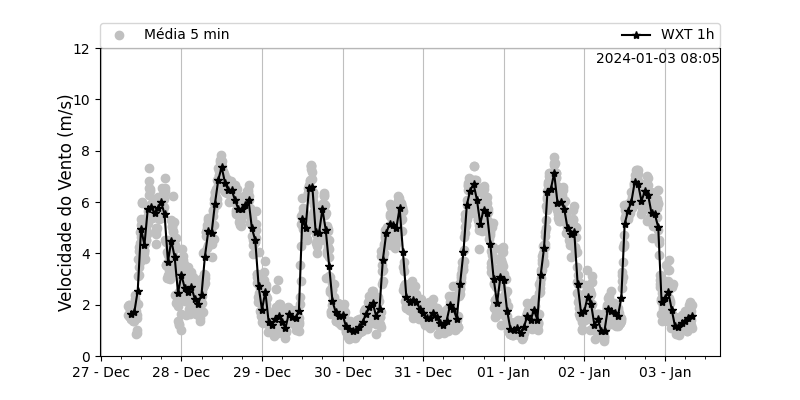 Média 5 min WXT 1h
2024-01-03 08:05
Velocidade do Vento (m/s)
12
10
8
6
4
2
0
27 - Dec 28 - Dec 29 - Dec 30 - Dec 31 - Dec 01 - Jan 02 - Jan 03 - Jan